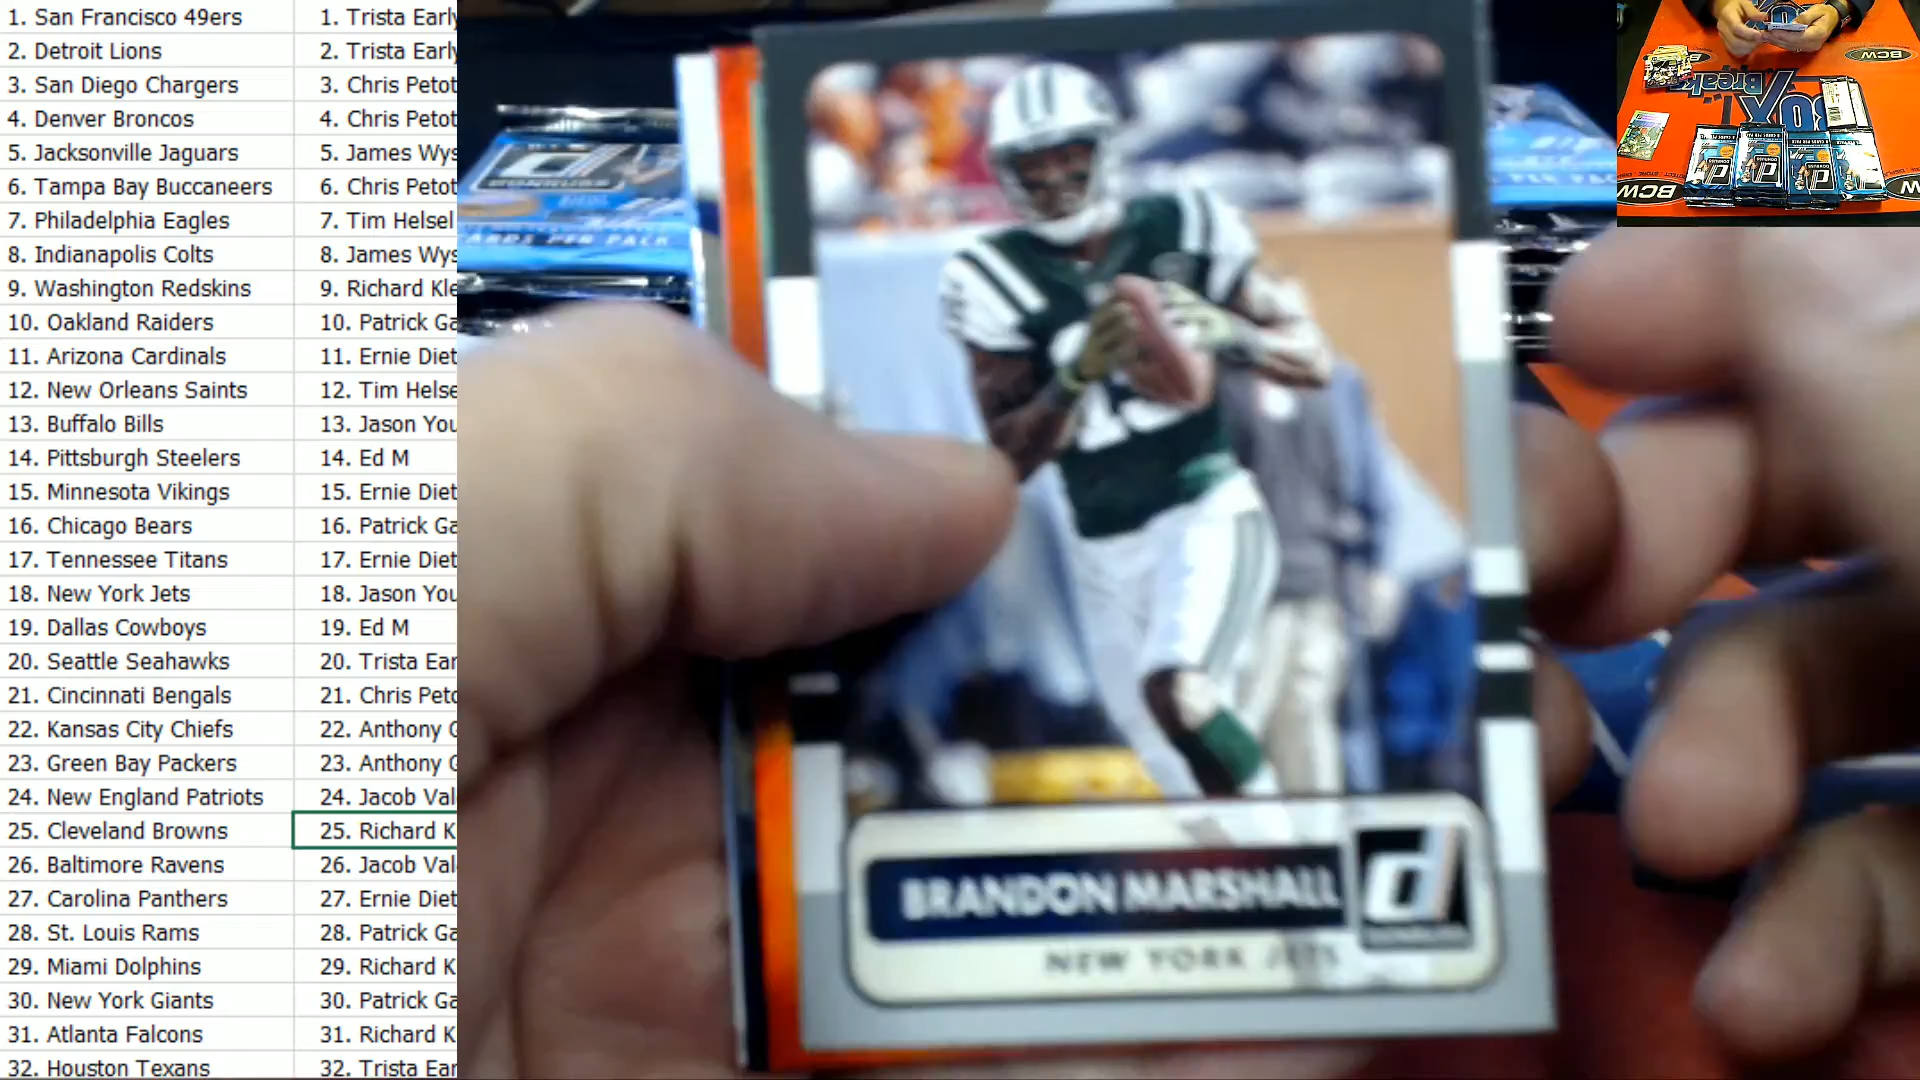 1. San Francisco 49ers
2. Detroit Lions
3. San Diego Chargers
4. Denver Broncos
5. Jacksonville Jaguars
6. Tampa Bay Buccaneers
7. Philadelphia Eagles
8. Indianapolis Colts
9. Washington Redskins
10. Oakland Raiders
11. Arizona Cardinals
12. New Orleans Saints
13. Buffalo Bills
14. Pittsburgh Steelers
15. Minnesota Vikings
16. Chicago Bears
17. Tennessee Titans
18. New York Jets
19. Dallas Cowboys
20. Seattle Seahawks
21. Cincinnati Bengals
22. Kansas City Chiefs
23. Green Bay Packers
24. New England Patriots
25. Cleveland Browns
26. Baltimore Ravens
27. Carolina Panthers
28. St. Louis Rams
29. Miami Dolphins
30. New York Giants
31. Atlanta Falcons
32. Houston Texans
1. Trista Early
2. Trista Early
3. Chris Petot
4. Chris Petot
5. James Wys
6. Chris Petot
7. Tim Helsel
8. James Wys
9. Richard Kle
10. Patrick Ga
11. Ernie Diet
12. Tim Helse
13. Jason You
14. Ed M
15. Ernie Diet
16. Patrick Ga
17. Ernie Diet
18. Jason You
19. Ed M
20. Trista Ear
21. Chris Peto
22. Anthony G
23. Anthony G
24. Jacob Val
25. Richard K
26. Jacob Val
27. Ernie Diet
28. Patrick Ga
29. Richard K
30. Patrick Ga
31. Richard K
32. Trista Ear
CARDS PER PACK
15
BRANDON MARSHALL
d
NEW YORK JETS
BCW
Breaks
BCW